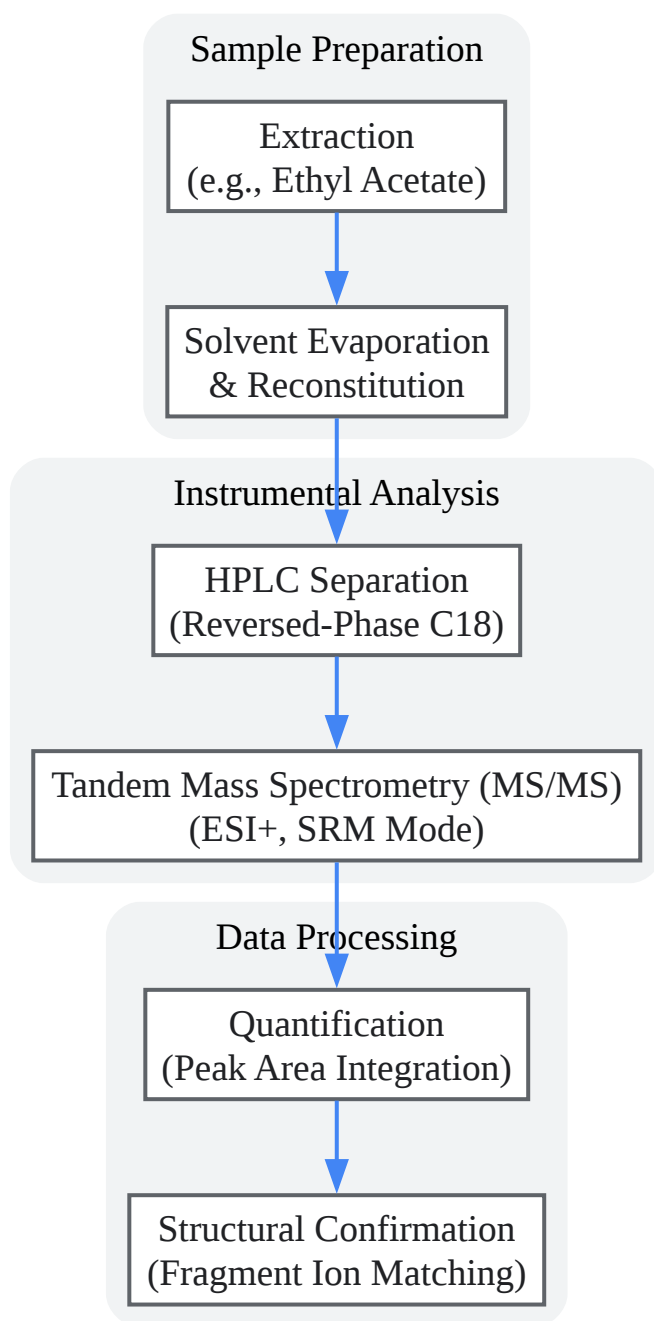 Sample Preparation
Extraction
(e.g., Ethyl Acetate)
Solvent Evaporation
& Reconstitution
Instrumental Analysis
HPLC Separation
(Reversed-Phase C18)
Tandem Mass Spectrometry (MS/MS)
(ESI+, SRM Mode)
Data Processing
Quantification
(Peak Area Integration)
Structural Confirmation
(Fragment Ion Matching)